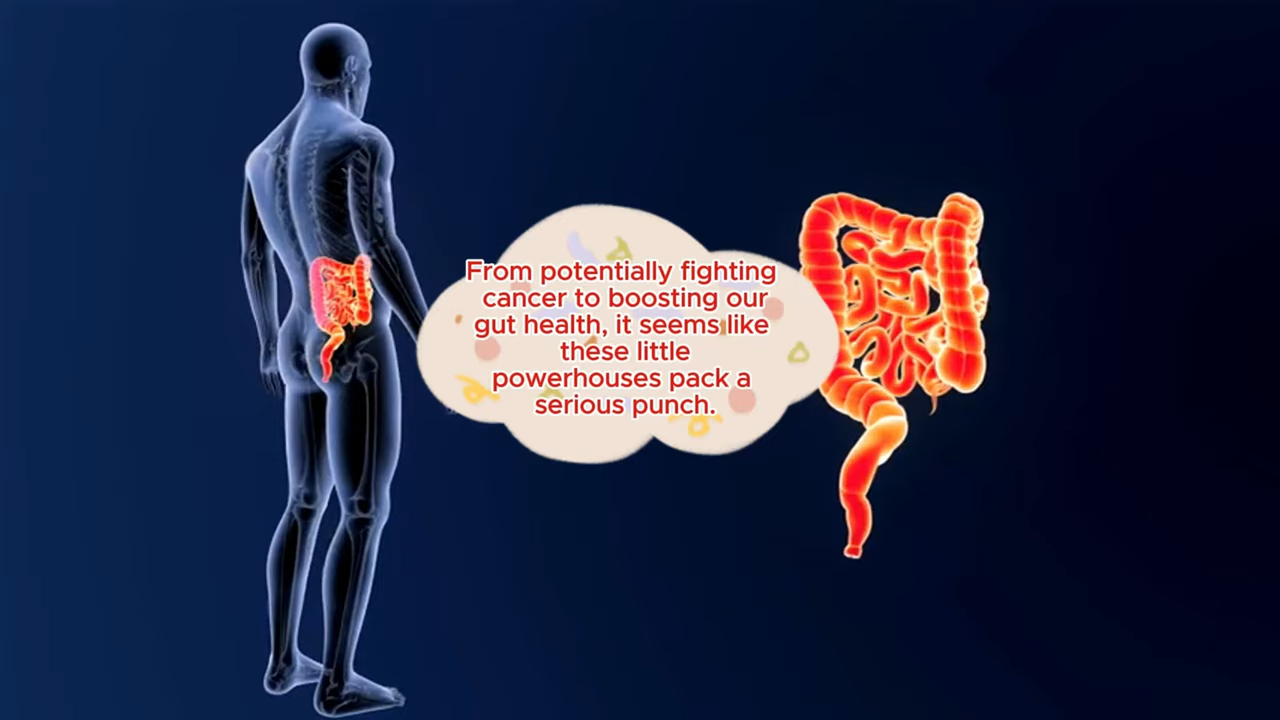 From potentially fighting
cancer to boosting our
gut health, it seems like
these little
powerhouses pack a
serious punch.